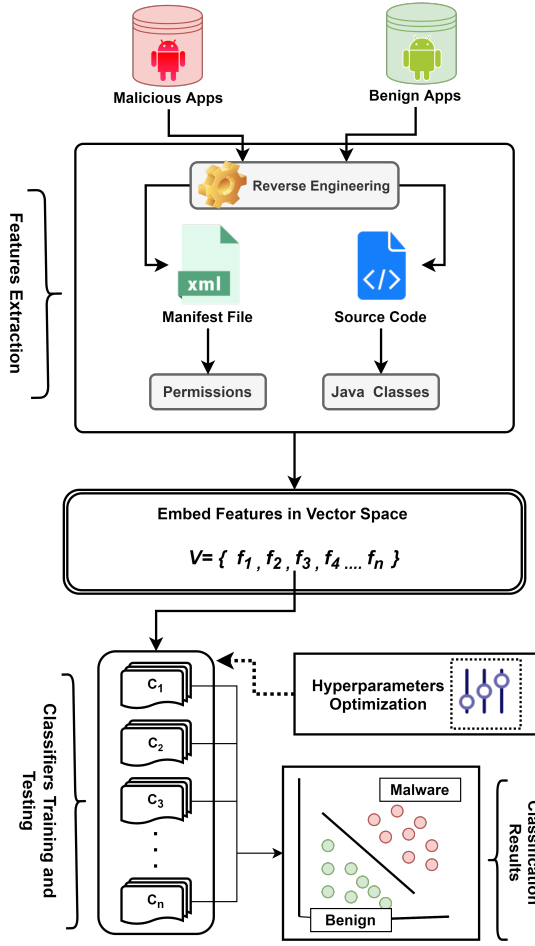 Malicious Apps
Benign Apps
Reverse Engineering
Features Extraction
xml
</>
Manifest File
Source Code
Permissions
Java Classes
Embed Features in Vector Space
V= { f1 , f2 , f3 , f4 .... fn }
Classifiers Training and
Testing
C1
C2
C3
Cn
Hyperparameters
Optimization
Malware
Benign
Classification
Results